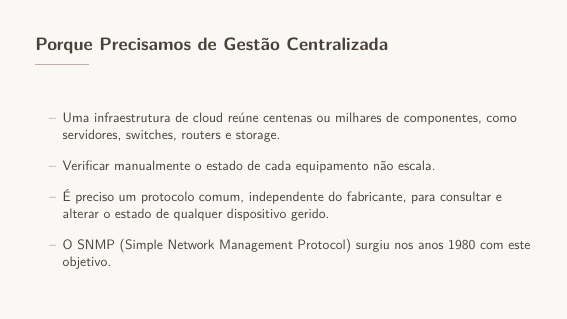 Porque Precisamos de Gestão Centralizada
– Uma infraestrutura de cloud reúne centenas ou milhares de componentes, como
servidores, switches, routers e storage.
– Verificar manualmente o estado de cada equipamento não escala.
– É preciso um protocolo comum, independente do fabricante, para consultar e
alterar o estado de qualquer dispositivo gerido.
– O SNMP (Simple Network Management Protocol) surgiu nos anos 1980 com este
objetivo.